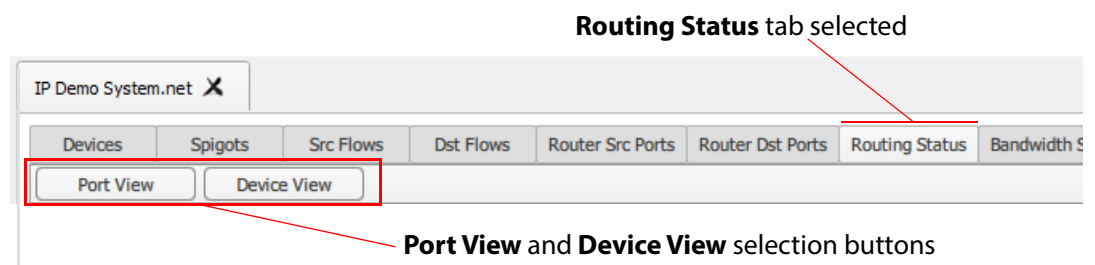 Routing Status tab selected
IP Demo System.net X
Devices Spigots Src Flows Dst Flows Router Src Ports Router Dst Ports Routing Status Bandwidth S
Port View Device View
Port View and Device View selection buttons